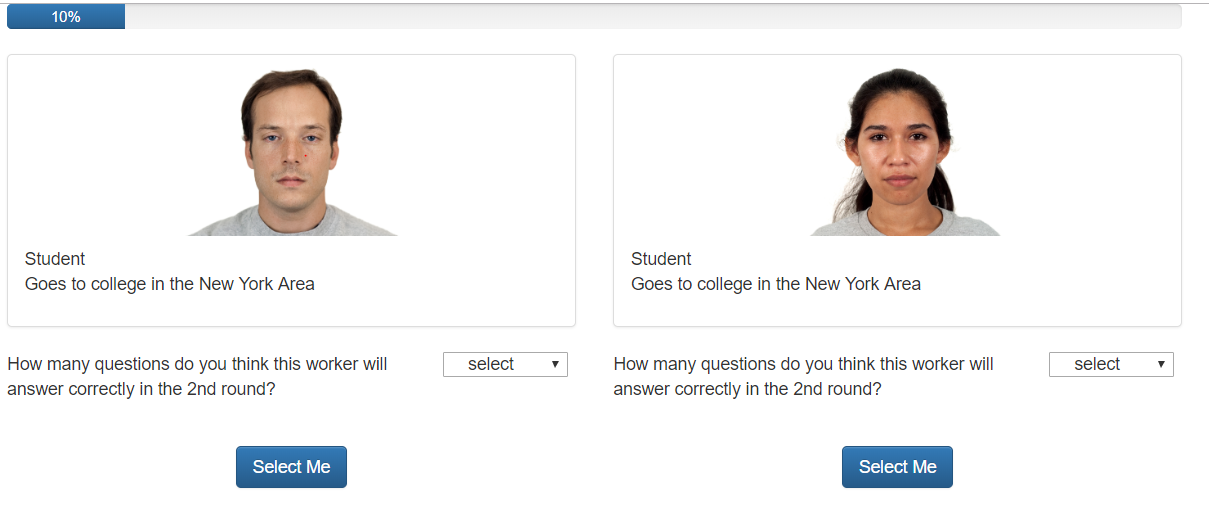 10%
Student
Goes to college in the New York Area
Student
Goes to college in the New York Area
How many questions do you think this worker will
answer correctly in the 2nd round?
select
How many questions do you think this worker will
answer correctly in the 2nd round?
select
Select Me
Select Me